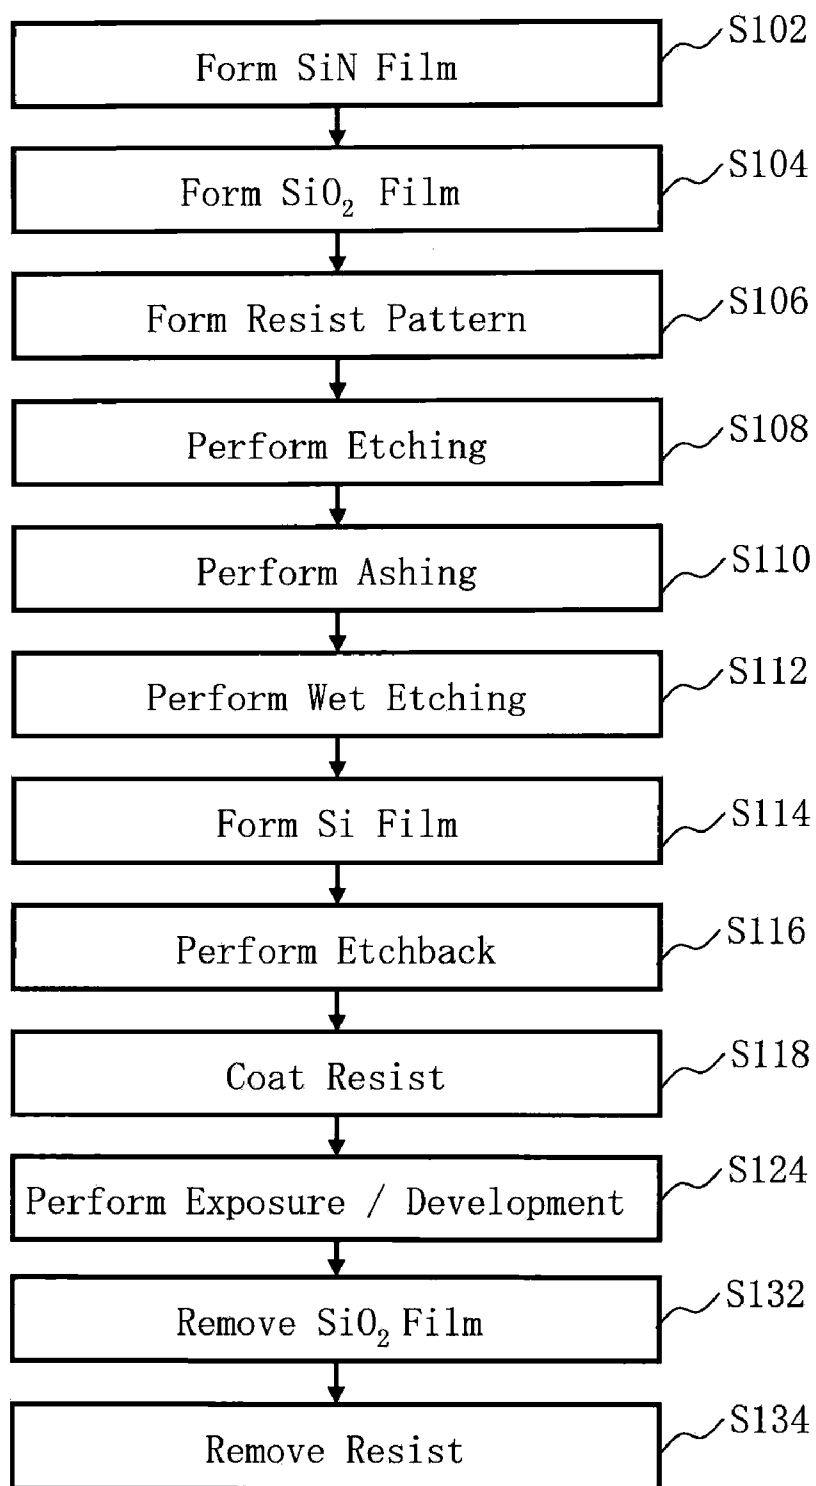 S102
Form SiN Film
S104
Form SiO₂ Film
S106
Form Resist Pattern
S108
Perform Etching
S110
Perform Ashing
S112
Perform Wet Etching
S114
Form Si Film
S116
Perform Etchback
S118
Coat Resist
S124
Perform Exposure / Development
S132
Remove SiO₂ Film
S134
Remove Resist